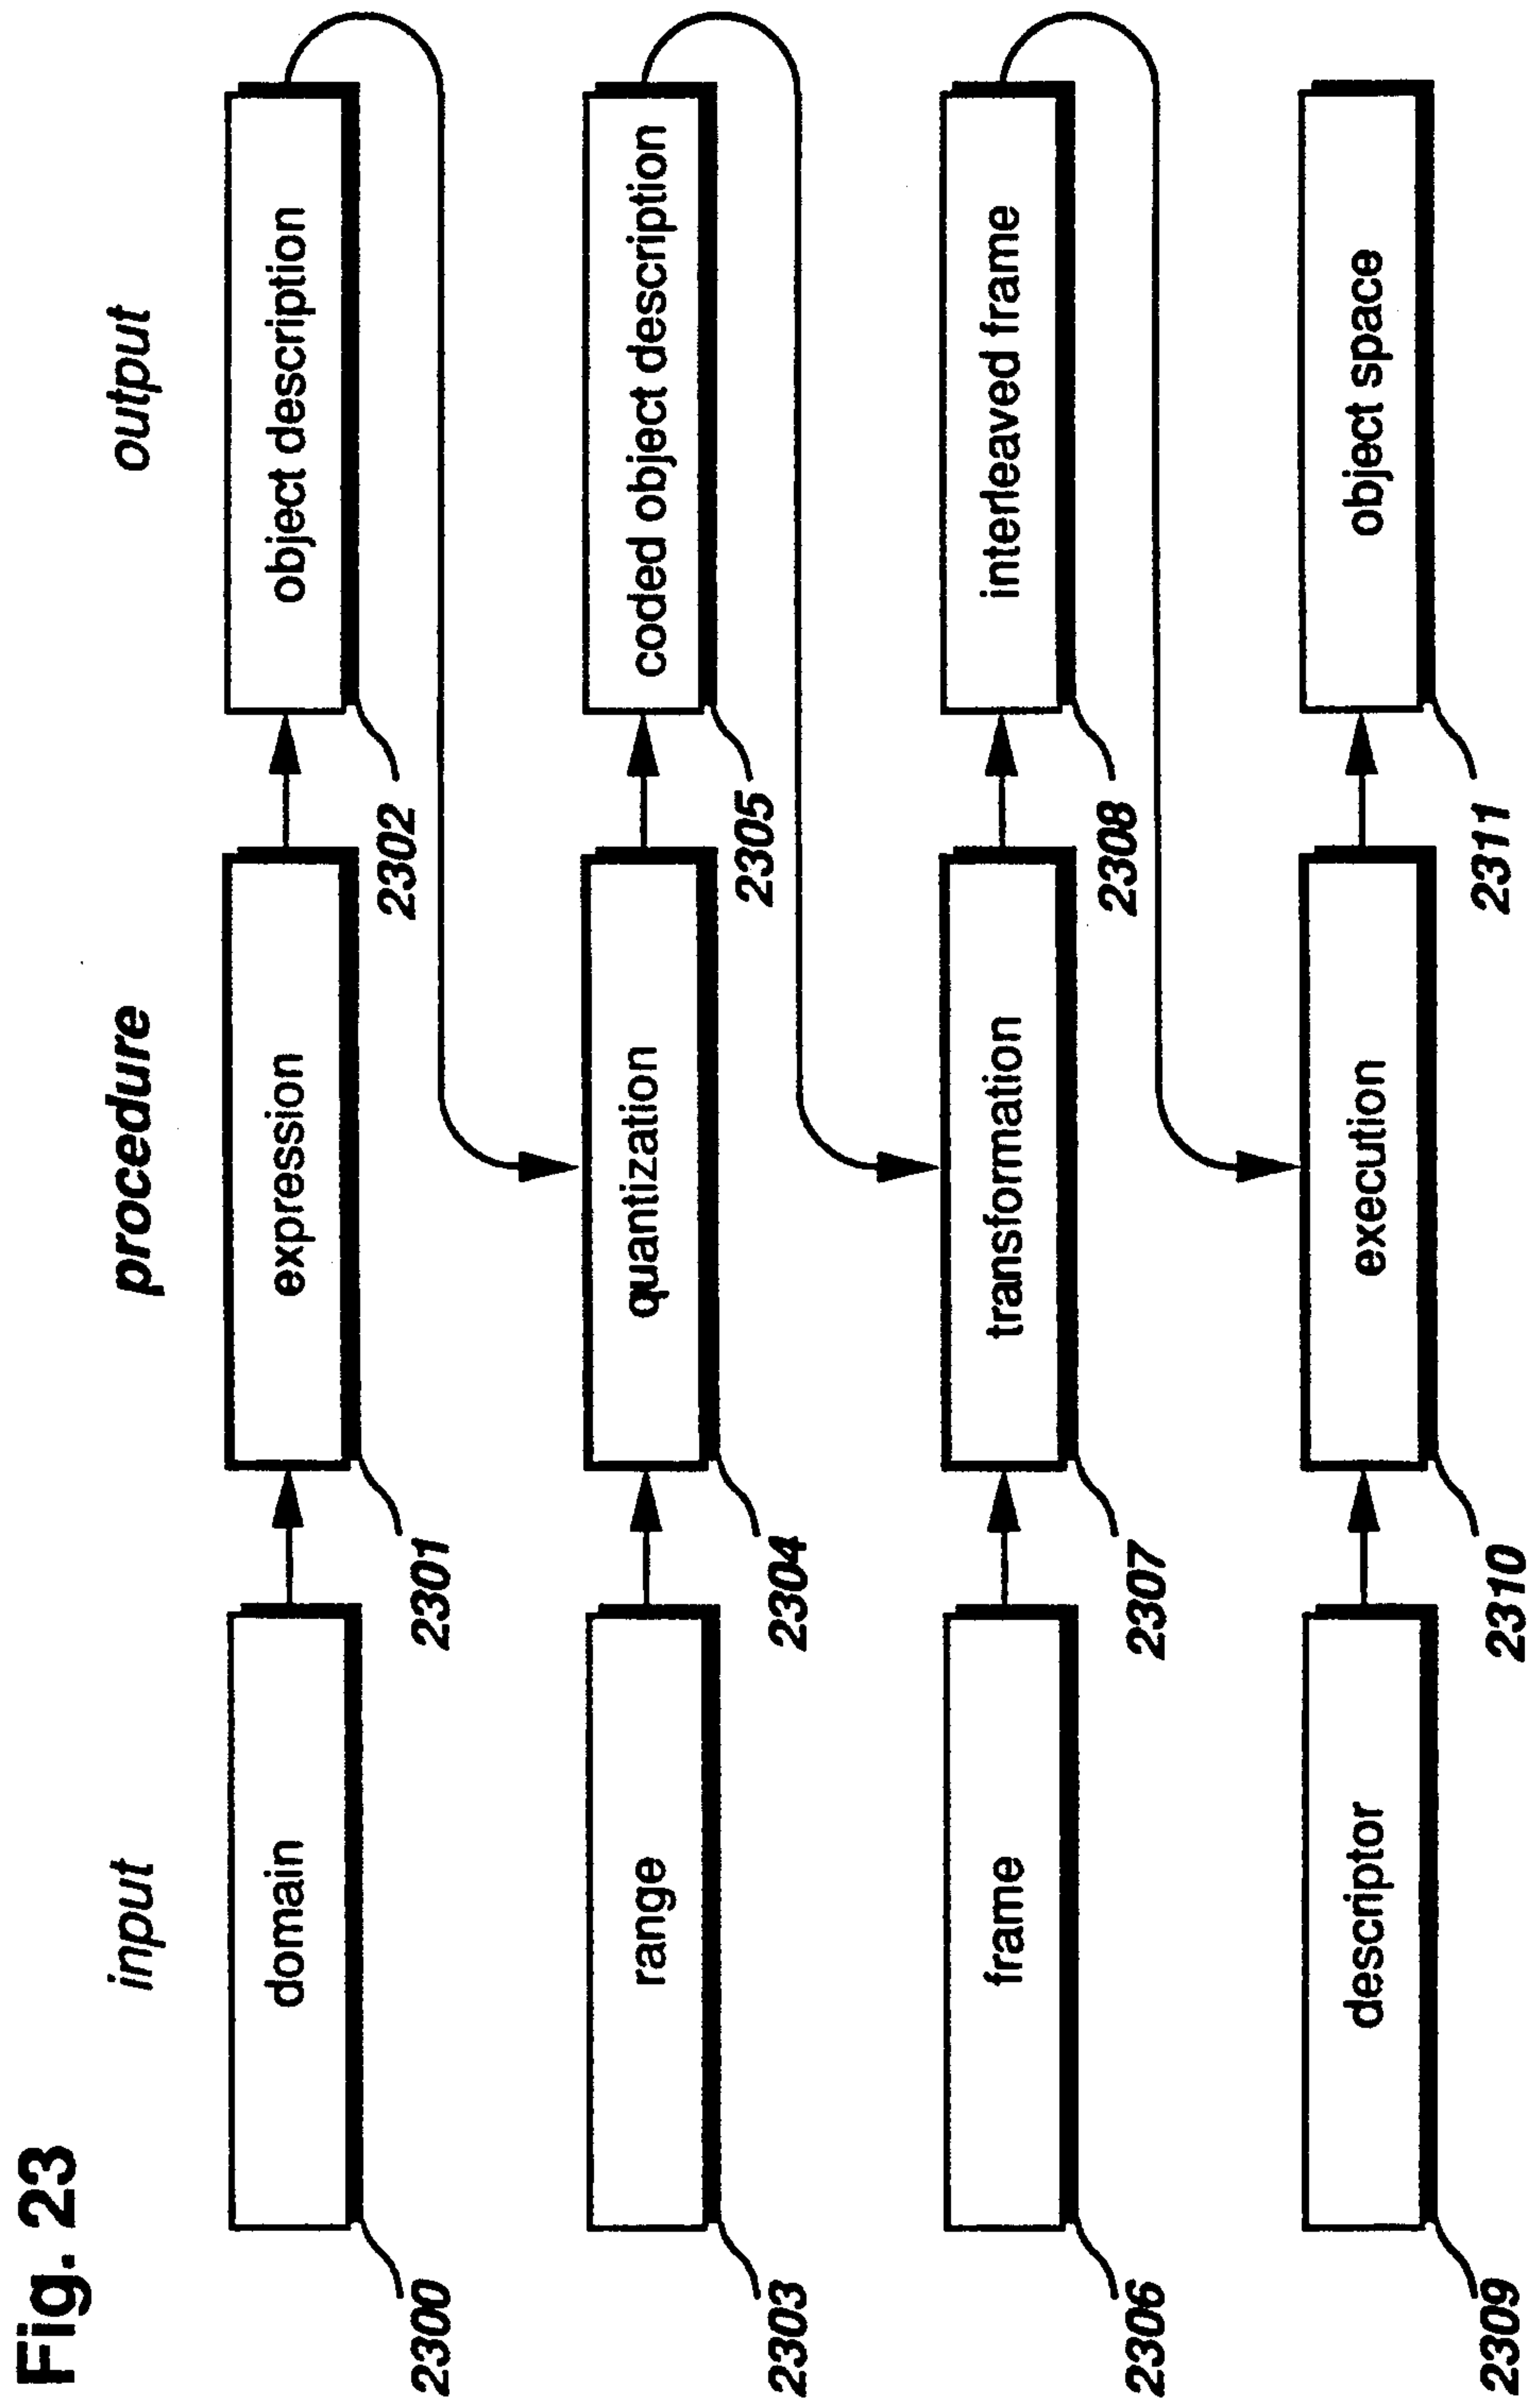 Fig. 23
input
procedure
output
domain
expression
object description
2300
2301
2302
range
quantization
coded object description
2303
2304
2305
frame
transformation
interleaved frame
2306
2307
2308
descriptor
execution
object space
2309
2310
2311